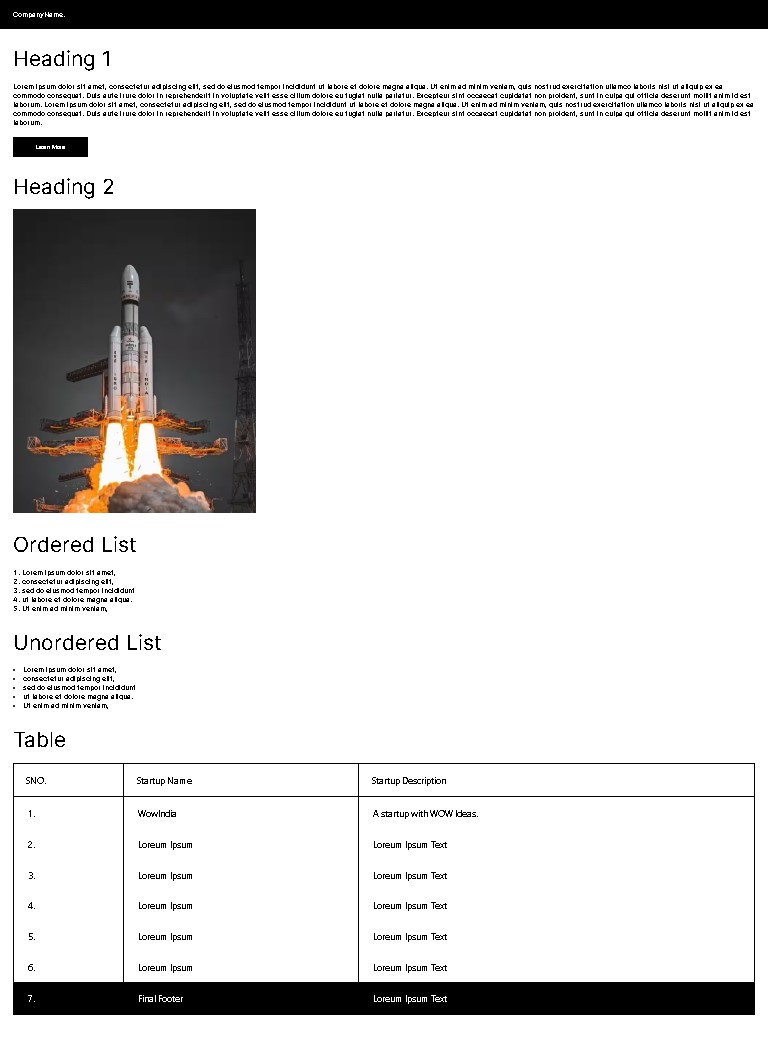 CompanyName.
Heading 1
Lorem ipsum dolor sit amet, consectetur adipiscing elit, sed do eiusmod tempor incididunt ut labore et dolore magna aliqua. Ut enim ad minim veniam, quis nostrud exercitation ullamco laboris nisi ut aliquip ex ea
commodo consequat. Duis aute irure dolor in reprehenderit in voluptate velit esse cillum dolore eu fugiat nulla pariatur. Excepteur sint occaecat cupidatat non proident, sunt in culpa qui officia deserunt mollit anim id est
laborum. Lorem ipsum dolor sit amet, consectetur adipiscing elit, sed do eiusmod tempor incididunt ut labore et dolore magna aliqua. Ut enim ad minim veniam, quis nostrud exercitation ullamco laboris nisi ut aliquip ex ea
commodo consequat. Duis aute irure dolor in reprehenderit in voluptate velit esse cillum dolore eu fugiat nulla pariatur. Excepteur sint occaecat cupidatat non proident, sunt in culpa qui officia deserunt mollit anim id est
laborum.
Learn More
Heading 2
ISRO INDIA
Ordered List
1. Lorem ipsum dolor sit amet,
2. consectetur adipiscing elit,
3. sed do eiusmod tempor incididunt
4. ut labore et dolore magna aliqua.
5. Ut enim ad minim veniam,
Unordered List
• Lorem ipsum dolor sit amet,
• consectetur adipiscing elit,
• sed do eiusmod tempor incididunt
• ut labore et dolore magna aliqua.
• Ut enim ad minim veniam,
Table
SNO. Startup Name Startup Description
1. WowIndia A startup with WOW Ideas.
2. Loreum Ipsum Loreum Ipsum Text
3. Loreum Ipsum Loreum Ipsum Text
4. Loreum Ipsum Loreum Ipsum Text
5. Loreum Ipsum Loreum Ipsum Text
6. Loreum Ipsum Loreum Ipsum Text
7. Final Footer Loreum Ipsum Text